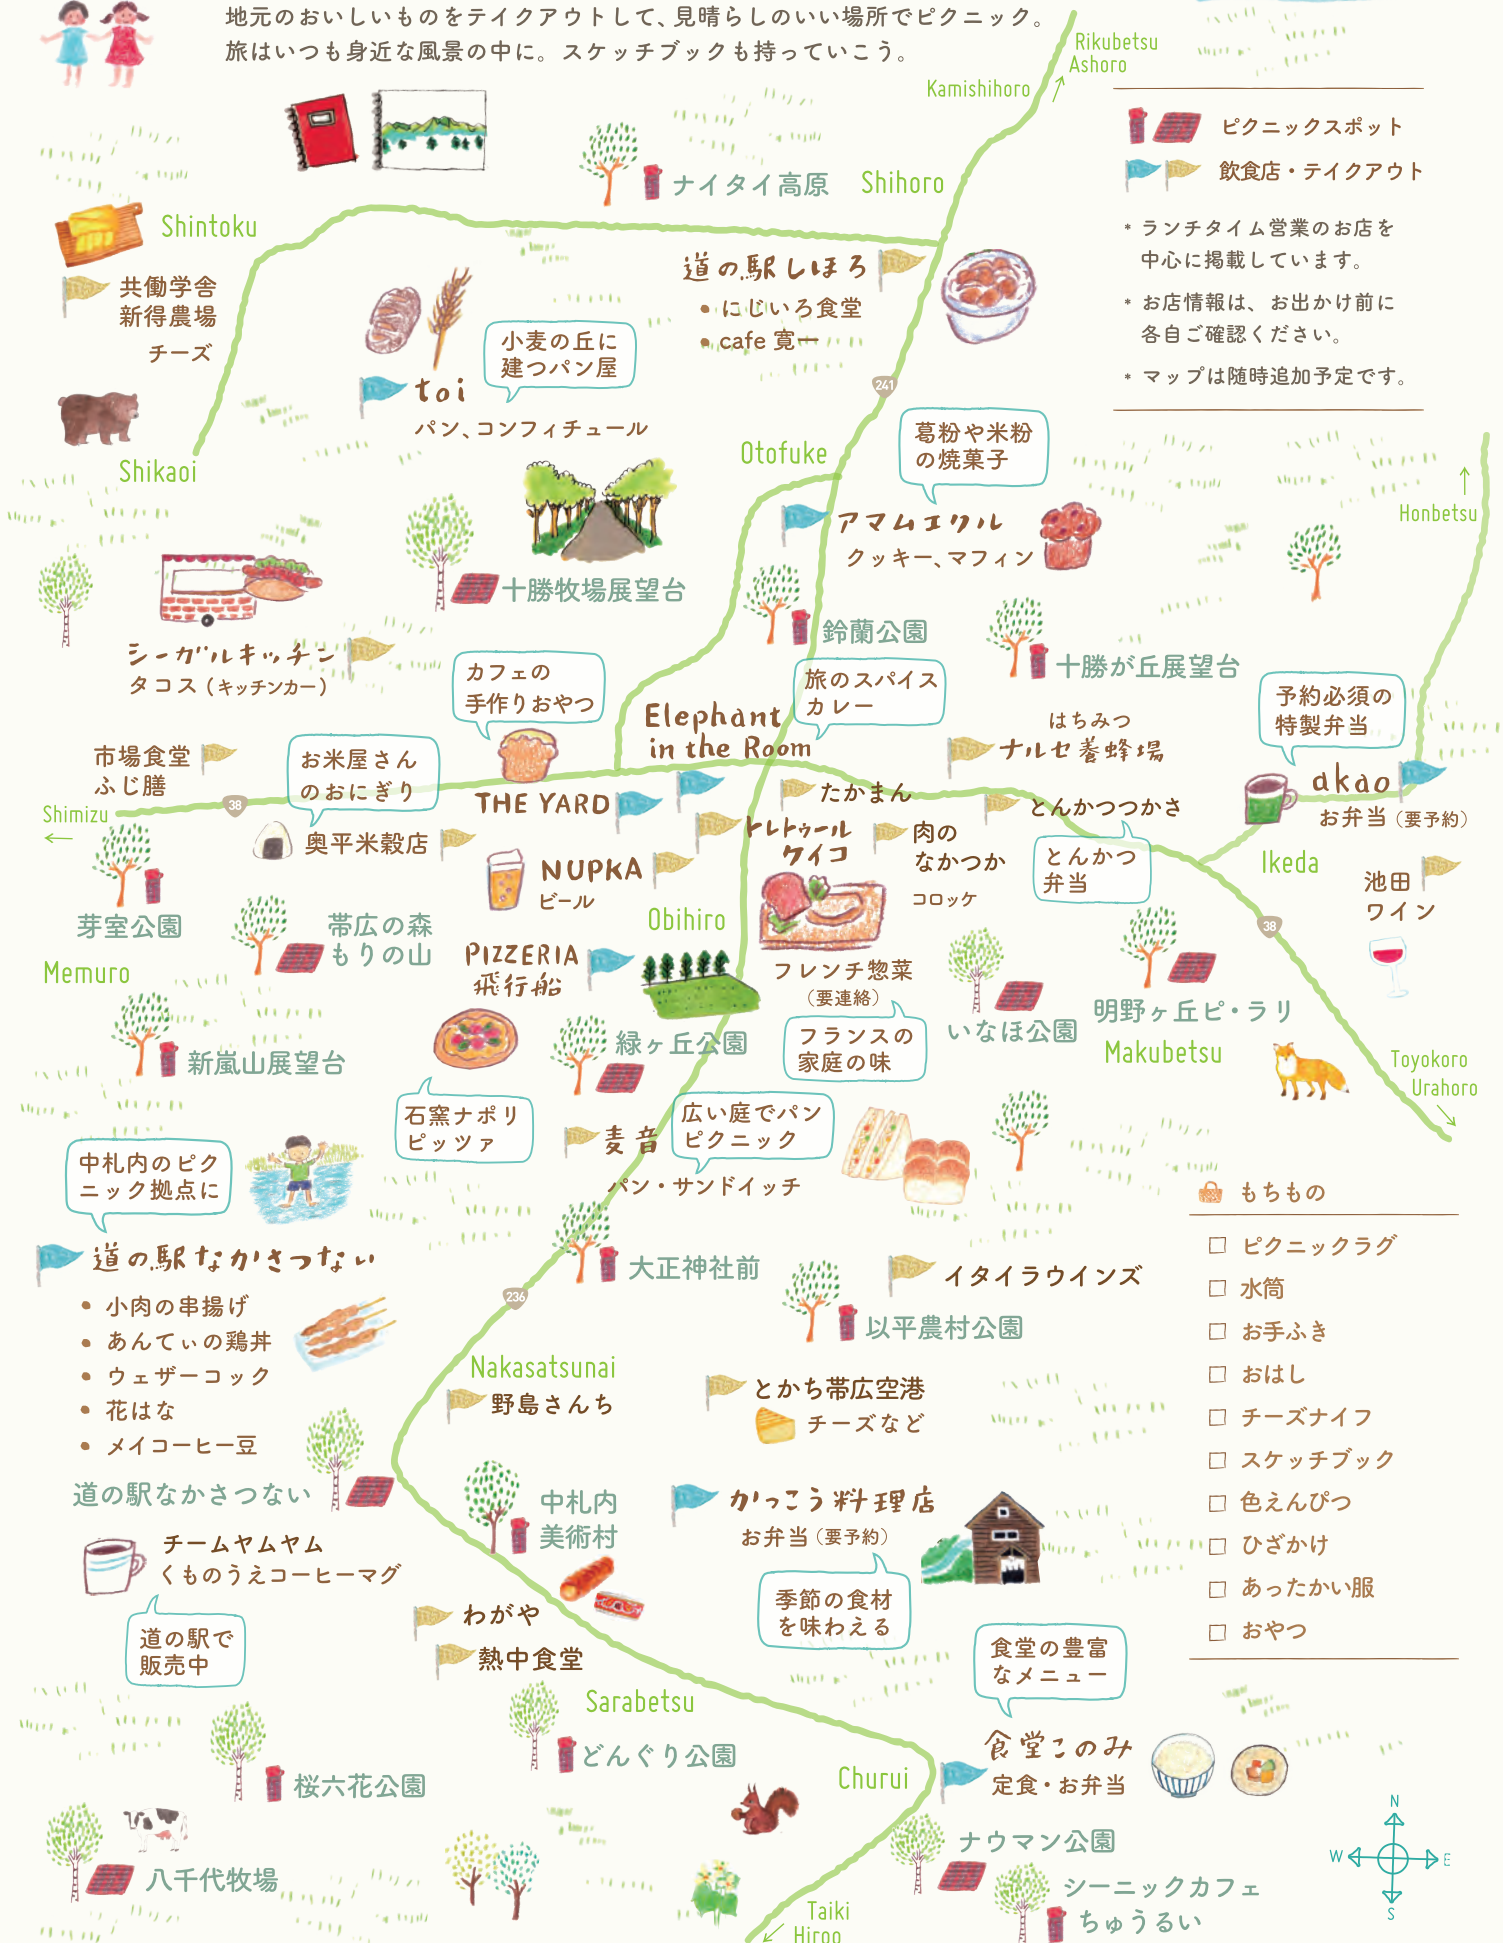 地元のおいしいものをテイクアウトして、見晴らしのいい場所でピクニック。
旅はいつも身近な風景の中に。スケッチブックも持っていこう。
Rikubetsu
Ashoro
Kamishihoro
ピクニックスポット
飲食店・テイクアウト
* ランチタイム営業のお店を
中心に掲載しています。
* お店情報は、お出かけ前に
各自ご確認ください。
* マップは随時追加予定です。
ナイタイ高原
Shihoro
Shintoku
共働学舎
新得農場
チーズ
道の駅しほろ
• にじいろ食堂
• cafe 寛一
小麦の丘に
建つパン屋
toi
パン、コンフィチュール
241
Shikaoi
Otofuke
葛粉や米粉
の焼菓子
アマムエクル
クッキー、マフィン
Honbetsu
十勝牧場展望台
鈴蘭公園
十勝が丘展望台
シーガルキッチン
タコス（キッチンカー）
カフェの
手作りおやつ
旅のスパイス
カレー
Elephant
in the Room
はちみつ
ナルセ養蜂場
予約必須の
特製弁当
akao
お弁当（要予約）
市場食堂
ふじ膳
お米屋さん
のおにぎり
Shimizu
38
THE YARD
たかまん
とんかつつかさ
奥平米穀店
トレトゥール
ケイコ
肉の
なかつか
コロッケ
とんかつ
弁当
Ikeda
池田
ワイン
NUPKA
ビール
Obihiro
芽室公園
帯広の森
もりの山
Memuro
PIZZERIA
飛行船
フレンチ惣菜
（要連絡）
フランスの
家庭の味
いなほ公園
38
明野ヶ丘ピ・ラリ
Makubetsu
Toyokoro
Urahoro
新嵐山展望台
緑ヶ丘公園
石窯ナポリ
ピッツァ
麦音
広い庭でパン
ピクニック
パン・サンドイッチ
中札内のピク
ニック拠点に
道の駅なかさつない
• 小肉の串揚げ
• あんてぃの鶏丼
• ウェザーコック
• 花はな
• メイコーヒー豆
道の駅なかさつない
大正神社前
236
イタイラウインズ
以平農村公園
もちもの
□ ピクニックラグ
□ 水筒
□ お手ふき
□ おはし
□ チーズナイフ
□ スケッチブック
□ 色えんぴつ
□ ひざかけ
□ あったかい服
□ おやつ
Nakasatsunai
野島さんち
とかち帯広空港
チーズなど
中札内
美術村
かっこう料理店
お弁当（要予約）
季節の食材
を味わえる
チームヤムヤム
くものうえコーヒーマグ
道の駅で
販売中
わがや
熱中食堂
Sarabetsu
どんぐり公園
食堂の豊富
なメニュー
食堂このみ
定食・お弁当
Churui
桜六花公園
八千代牧場
ナウマン公園
シーニックカフェ
ちゅうるい
Taiki
Hiroo
N
W
E
S